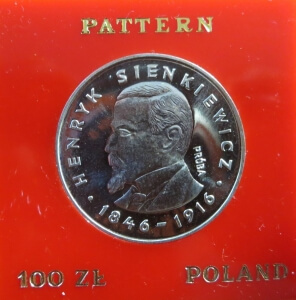 PATTERN
· HENRYK SIENKIEWICZ ·
PRÓBA
1846-1916
100 ZŁ
POLAND